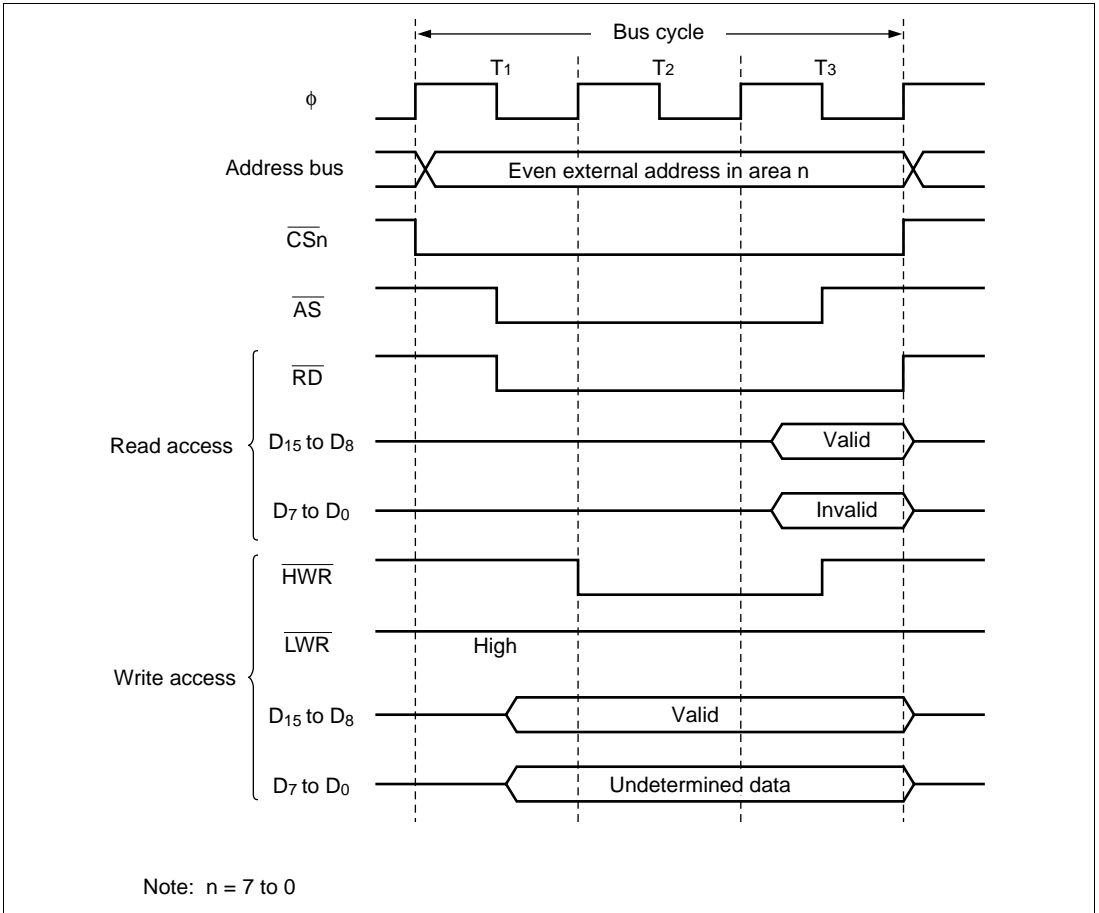 Bus cycle
T1 T2 T3
φ
Address bus Even external address in area n
CSn
AS
RD
Read access D15 to D8 Valid
D7 to D0 Invalid
HWR
LWR High
Write access D15 to D8 Valid
D7 to D0 Undetermined data
Note: n = 7 to 0